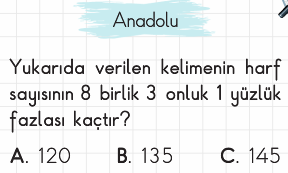 Anadolu
Yukarıda verilen kelimenin harf
sayısının 8 birlik 3 onluk 1 yüzlük
fazlası kaçtır?
A. 120 B. 135 C. 145